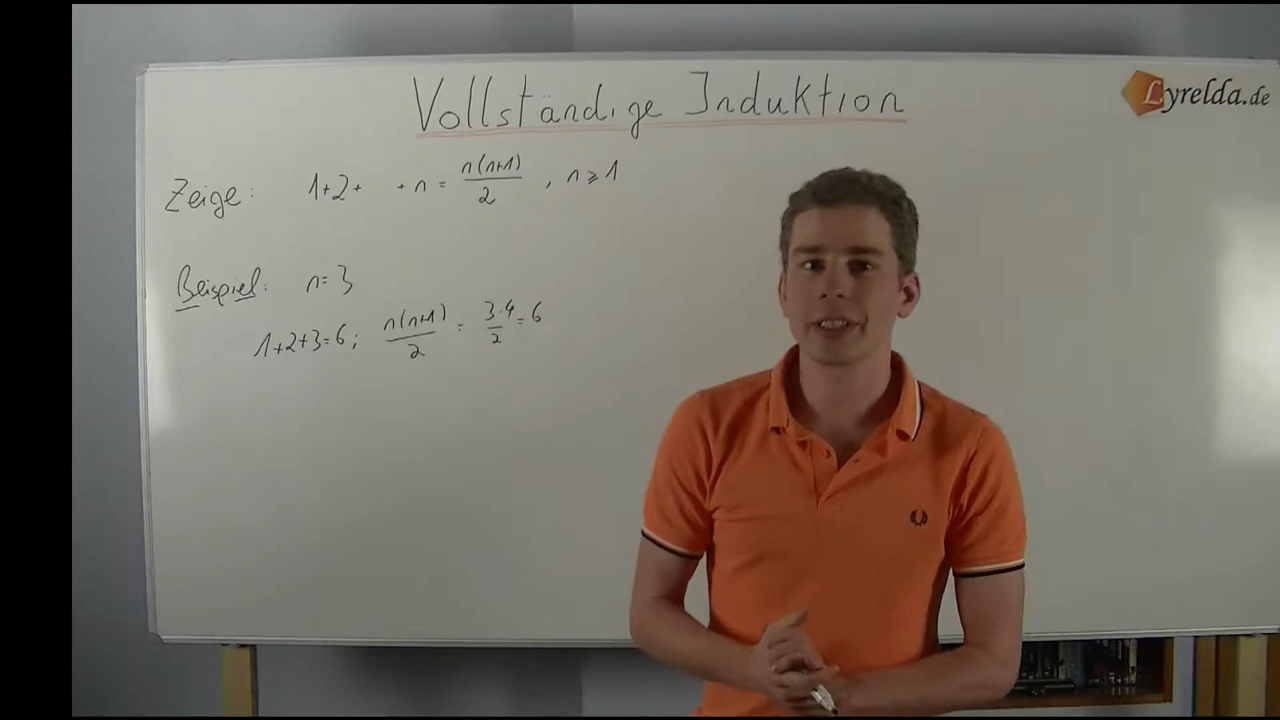 Vollständige Induktion
Lyrelda.de
Zeige: 1+2+ +n = n(n+1)/2 , n ≥ 1
Beispiel: n=3
1+2+3=6; n(n+1)/2 = 3·4/2 = 6